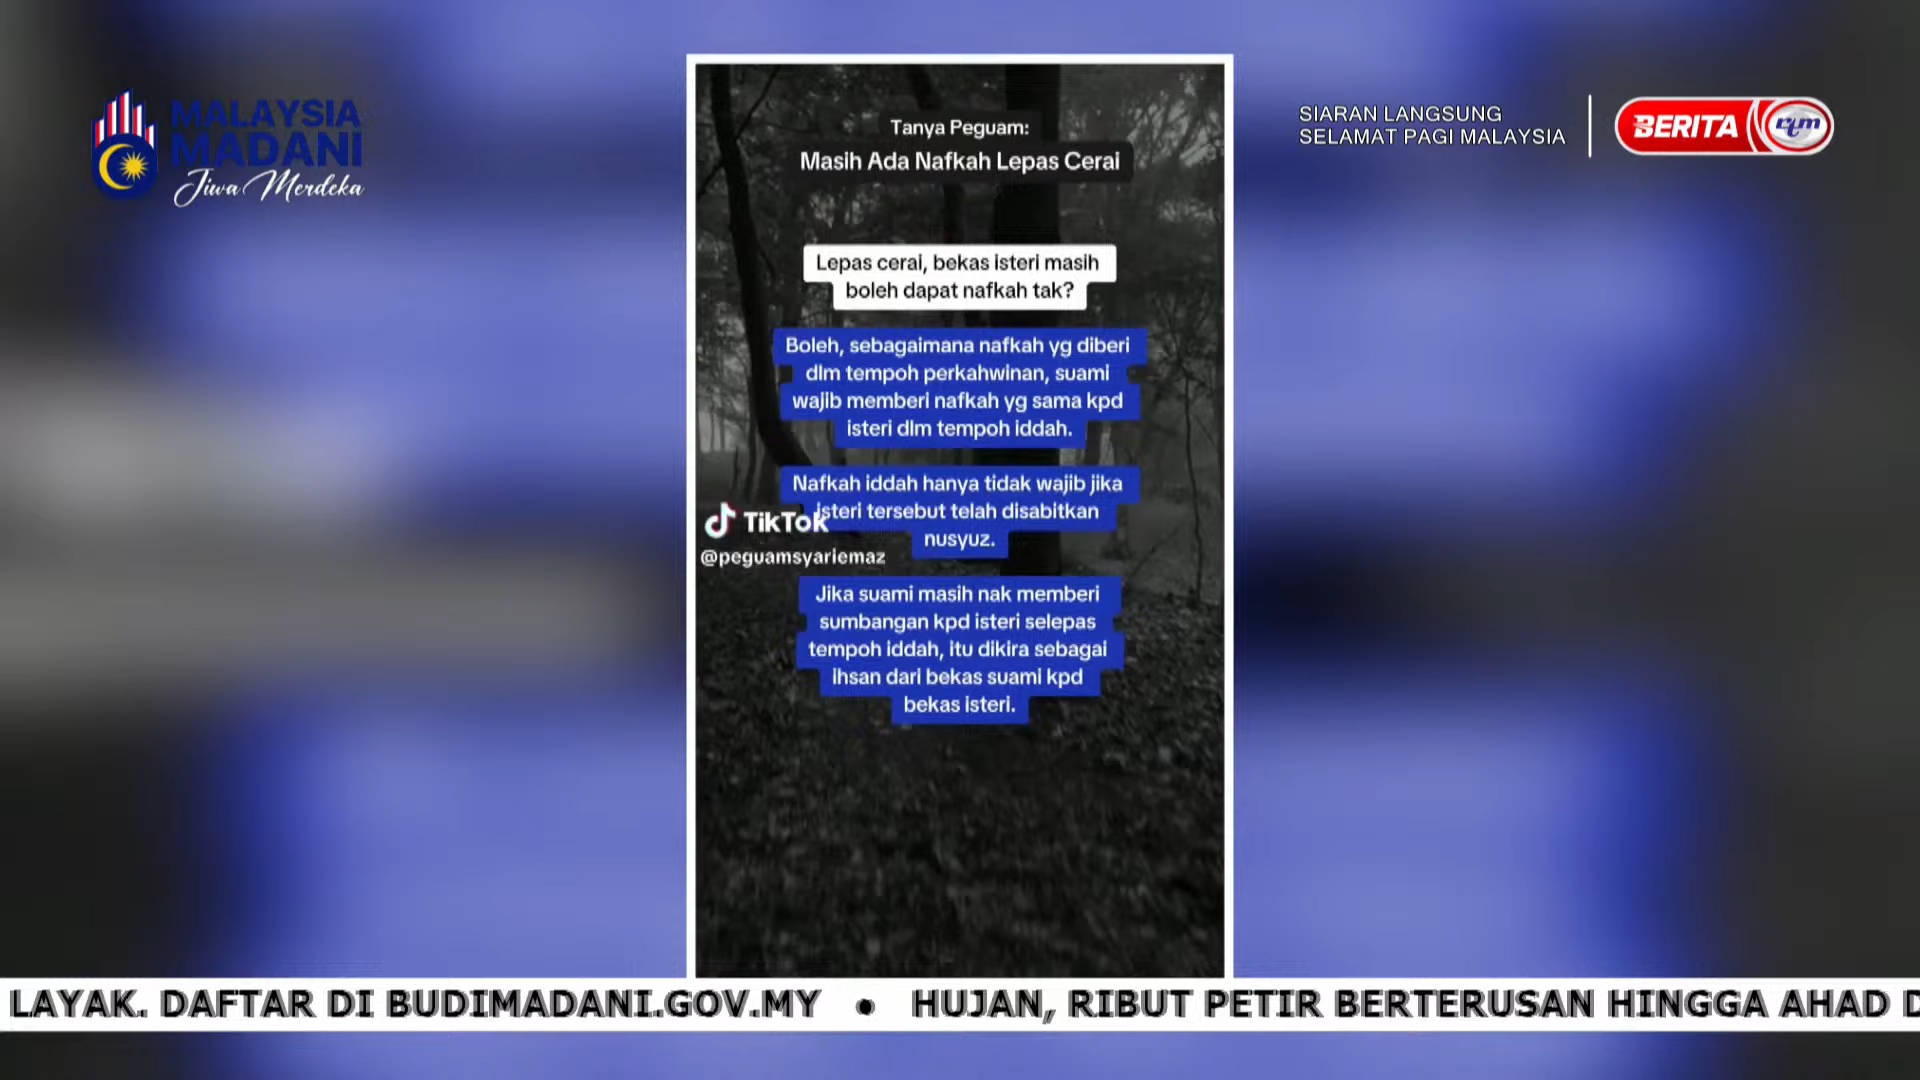 MALAYSIA
MADANI
Jiwa Merdeka
SIARAN LANGSUNG
SELAMAT PAGI MALAYSIA
BERITA rtm
Tanya Peguam:
Masih Ada Nafkah Lepas Cerai
Lepas cerai, bekas isteri masih
boleh dapat nafkah tak?
Boleh, sebagaimana nafkah yg diberi
dlm tempoh perkahwinan, suami
wajib memberi nafkah yg sama kpd
isteri dlm tempoh iddah.
Nafkah iddah hanya tidak wajib jika
isteri tersebut telah disabitkan
nusyuz.
TikTok
@peguamsyariemaz
Jika suami masih nak memberi
sumbangan kpd isteri selepas
tempoh iddah, itu dikira sebagai
ihsan dari bekas suami kpd
bekas isteri.
LAYAK. DAFTAR DI BUDIMADANI.GOV.MY • HUJAN, RIBUT PETIR BERTERUSAN HINGGA AHAD D